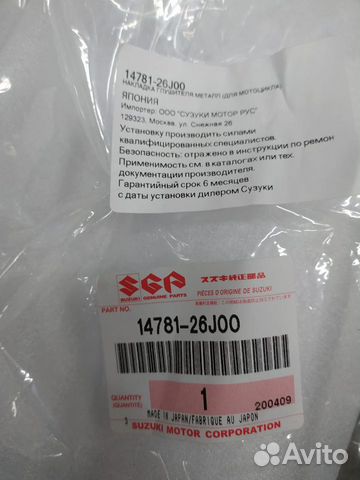 14781-26J00
НАКЛАДКА ГЛУШИТЕЛЯ МЕТАЛЛ (ДЛЯ МОТОЦИКЛА)
ЯПОНИЯ
Импортер: ООО "СУЗУКИ МОТОР РУС"
129323, Москва, ул. Снежная 26
Установку производить силами
квалифицированных специалистов.
Безопасность: отражено в инструкции по ремон
Применимость см. в каталогах или тех.
документации производителя.
Гарантийный срок 6 месяцев
с даты установки дилером Сузуки
SGP
SUZUKI GENUINE PARTS
スズキ純正部品
PIÈCES D'ORIGINE DE SUZUKI
PART NO.
14781-26J00
QUANTITY
(QUANTITÉ)
1
200409
3
MADE IN JAPAN/FABRIQUE AU JAPON
SUZUKI MOTOR CORPORATION
Avito